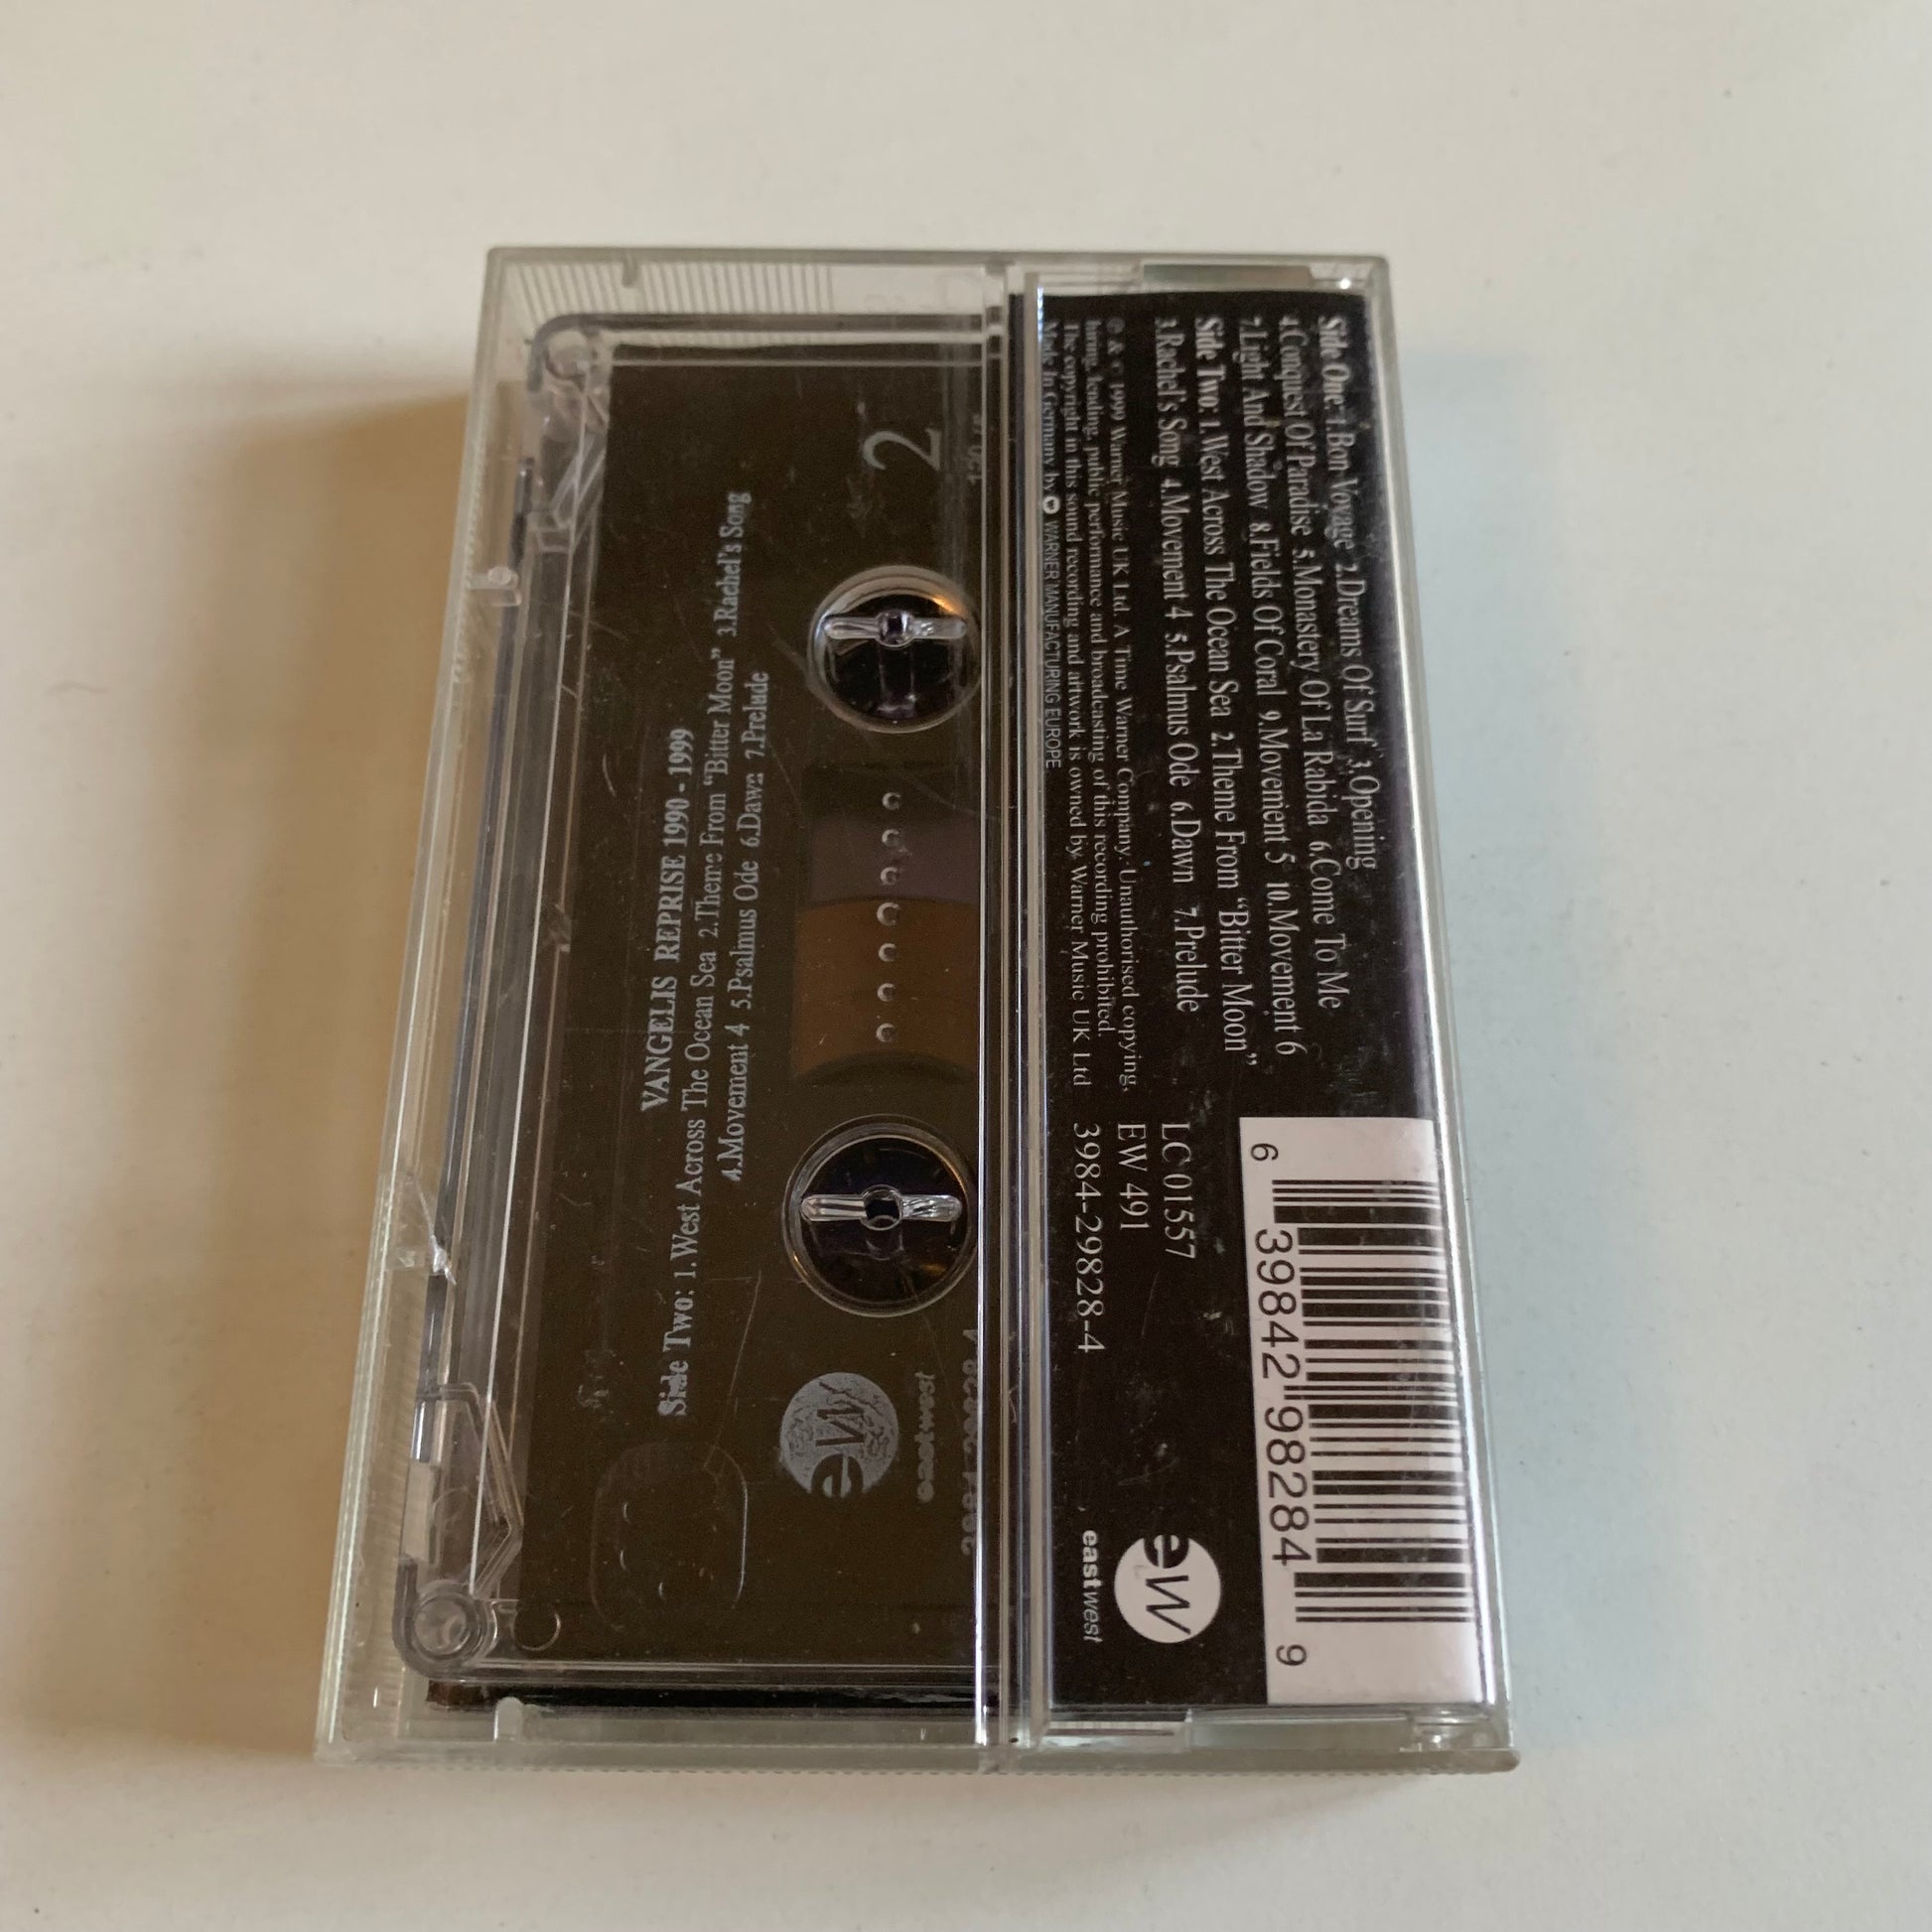 Side One: 1.Bon Voyage 2.Dreams Of Surf 3.Opening
4.Conquest Of Paradise 5.Monastery Of La Rabida 6.Come To Me
7.Light And Shadow 8.Fields Of Coral 9.Movement 5 10.Movement 6
Side Two: 1.West Across The Ocean Sea 2.Theme From “Bitter Moon”
3.Rachel's Song 4.Movement 4 5.Psalmus Ode 6.Dawn 7.Prelude
℗ & © 1999 Warner Music UK Ltd. A Time Warner Company. Unauthorised copying,
hiring, lending, public performance and broadcasting of this recording prohibited.
The copyright in this sound recording and artwork is owned by Warner Music UK Ltd
Made In Germany by WARNER MANUFACTURING EUROPE
LC 01557
EW 491
3984-29828-4
6 39842 98284 9
ew
eastwest
2
VANGELIS REPRISE 1990 - 1999
Side Two: 1.West Across The Ocean Sea 2.Theme From “Bitter Moon” 3.Rachel's Song
4.Movement 4 5.Psalmus Ode 6.Dawn 7.Prelude
ew
eastwest